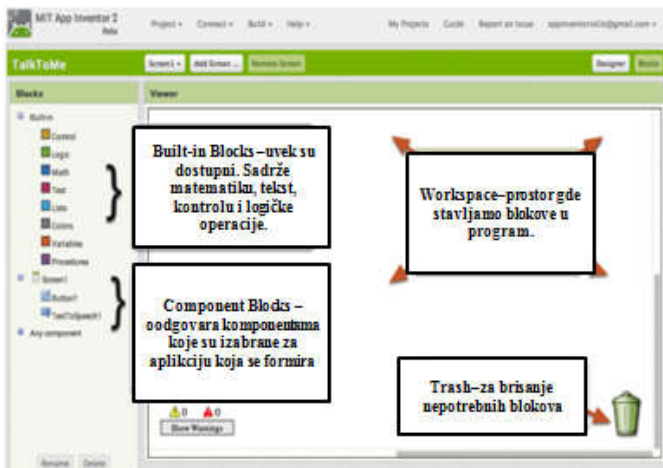 MIT App Inventor 2
Beta
Project Connect Build Help
My Projects Guide Report an Issue
TalkToMe
Screen1 Add Screen ... Remove Screen
Designer Blocks
Blocks
Viewer
Built-in
Control
Logic
Math
Text
Lists
Colors
Variables
Procedures
Screen1
Button1
TextToSpeech1
Any component
Built-in Blocks–uvek su
dostupni. Sadrže
matematiku, tekst,
kontrolu i logičke
operacije.
Workspace–prostor gde
stavljamo blokove u
program.
Component Blocks –
oodgovara komponentama
koje su izabrane za
aplikciju koja se formira
Trash–za brisanje
nepotrebnih blokova
0 0
Show Warnings
Rename Delete